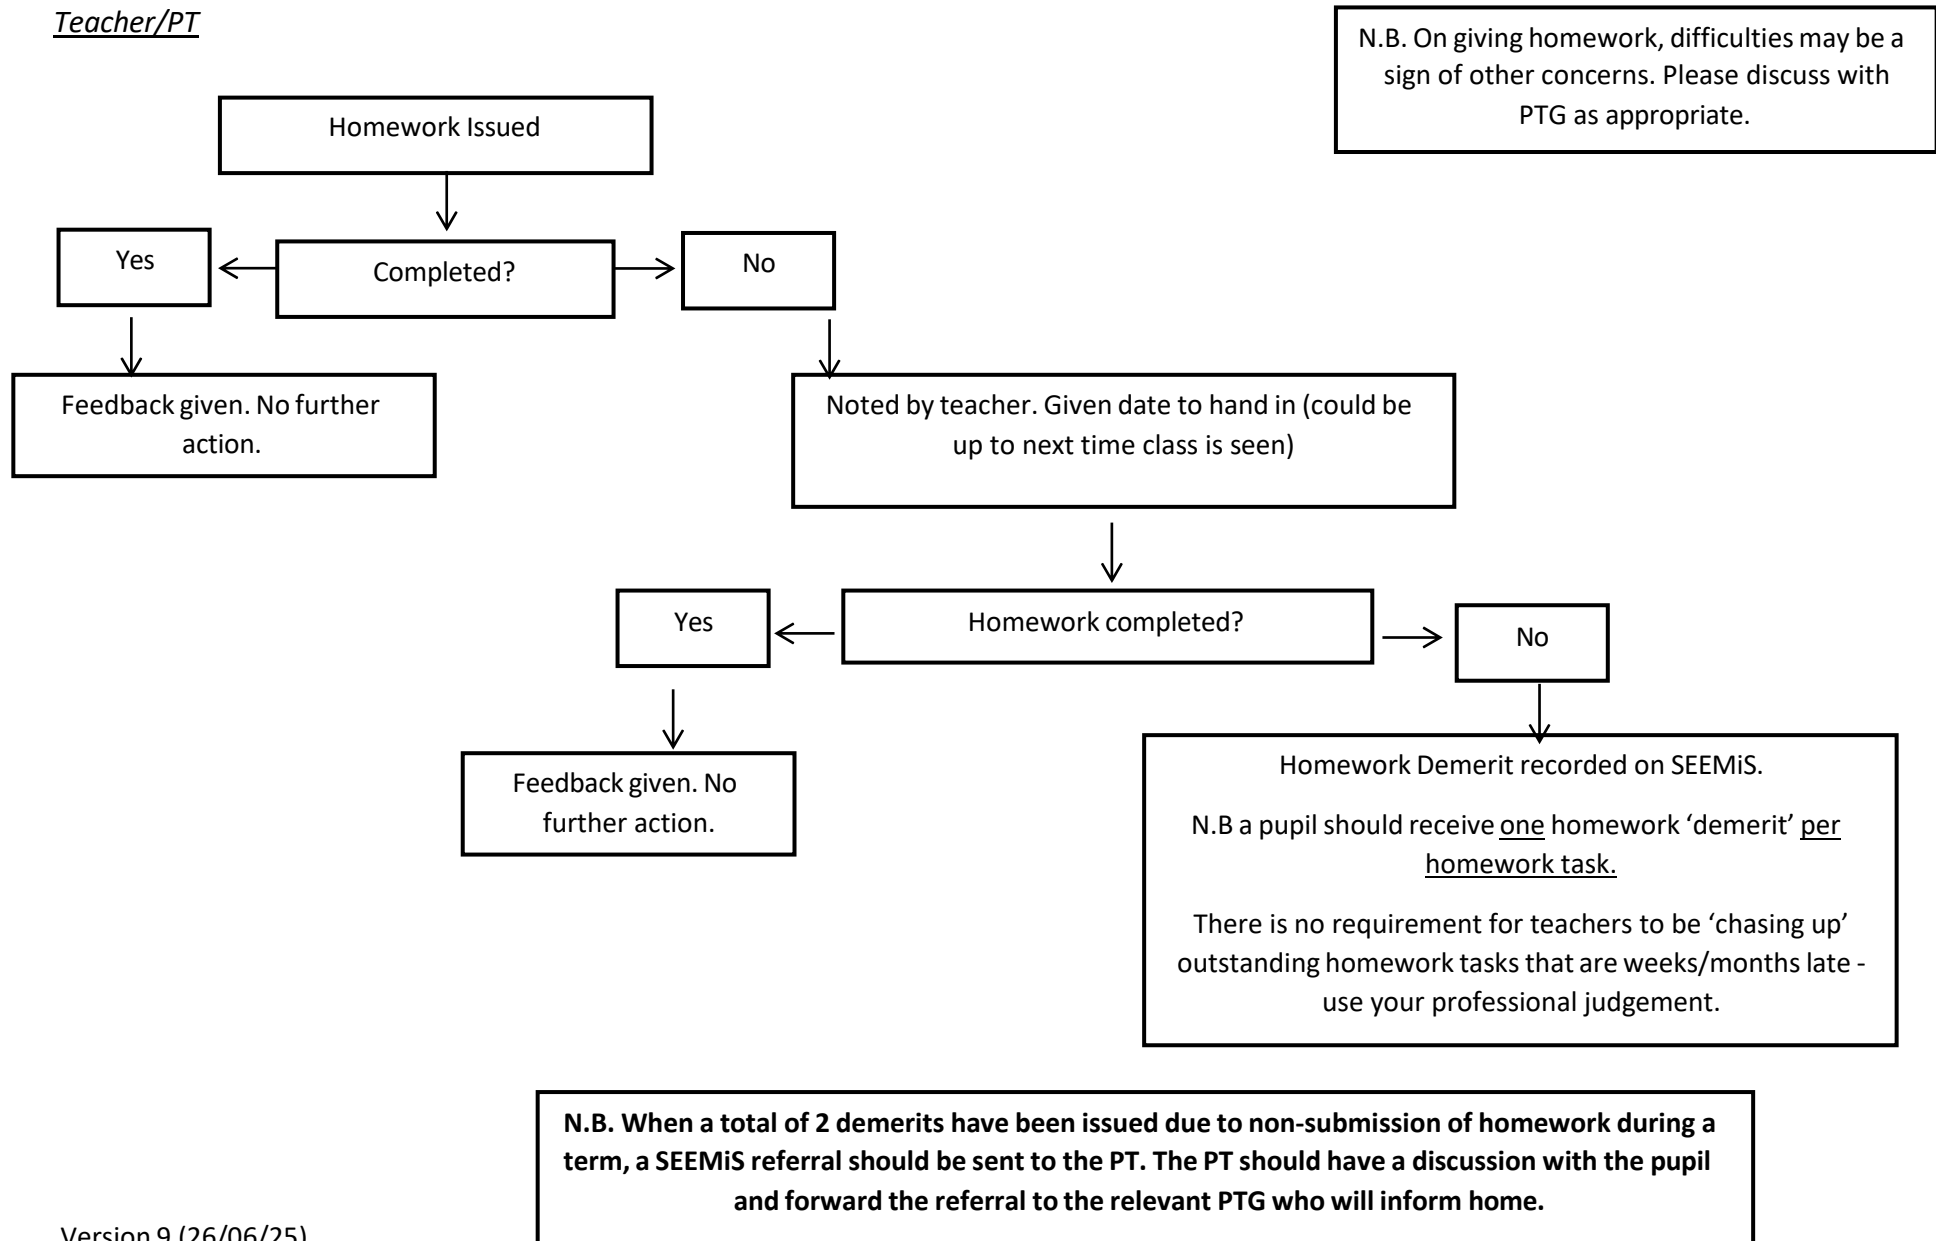 Teacher/PT
N.B. On giving homework, difficulties may be a
sign of other concerns. Please discuss with
PTG as appropriate.
Homework Issued
Yes
Completed?
No
Feedback given. No further
action.
Noted by teacher. Given date to hand in (could be
up to next time class is seen)
Yes
Homework completed?
No
Feedback given. No
further action.
Homework Demerit recorded on SEEMiS.
N.B a pupil should receive one homework ‘demerit’ per
homework task.
There is no requirement for teachers to be ‘chasing up’
outstanding homework tasks that are weeks/months late -
use your professional judgement.
N.B. When a total of 2 demerits have been issued due to non-submission of homework during a
term, a SEEMiS referral should be sent to the PT. The PT should have a discussion with the pupil
and forward the referral to the relevant PTG who will inform home.
Version 9 (26/06/25)